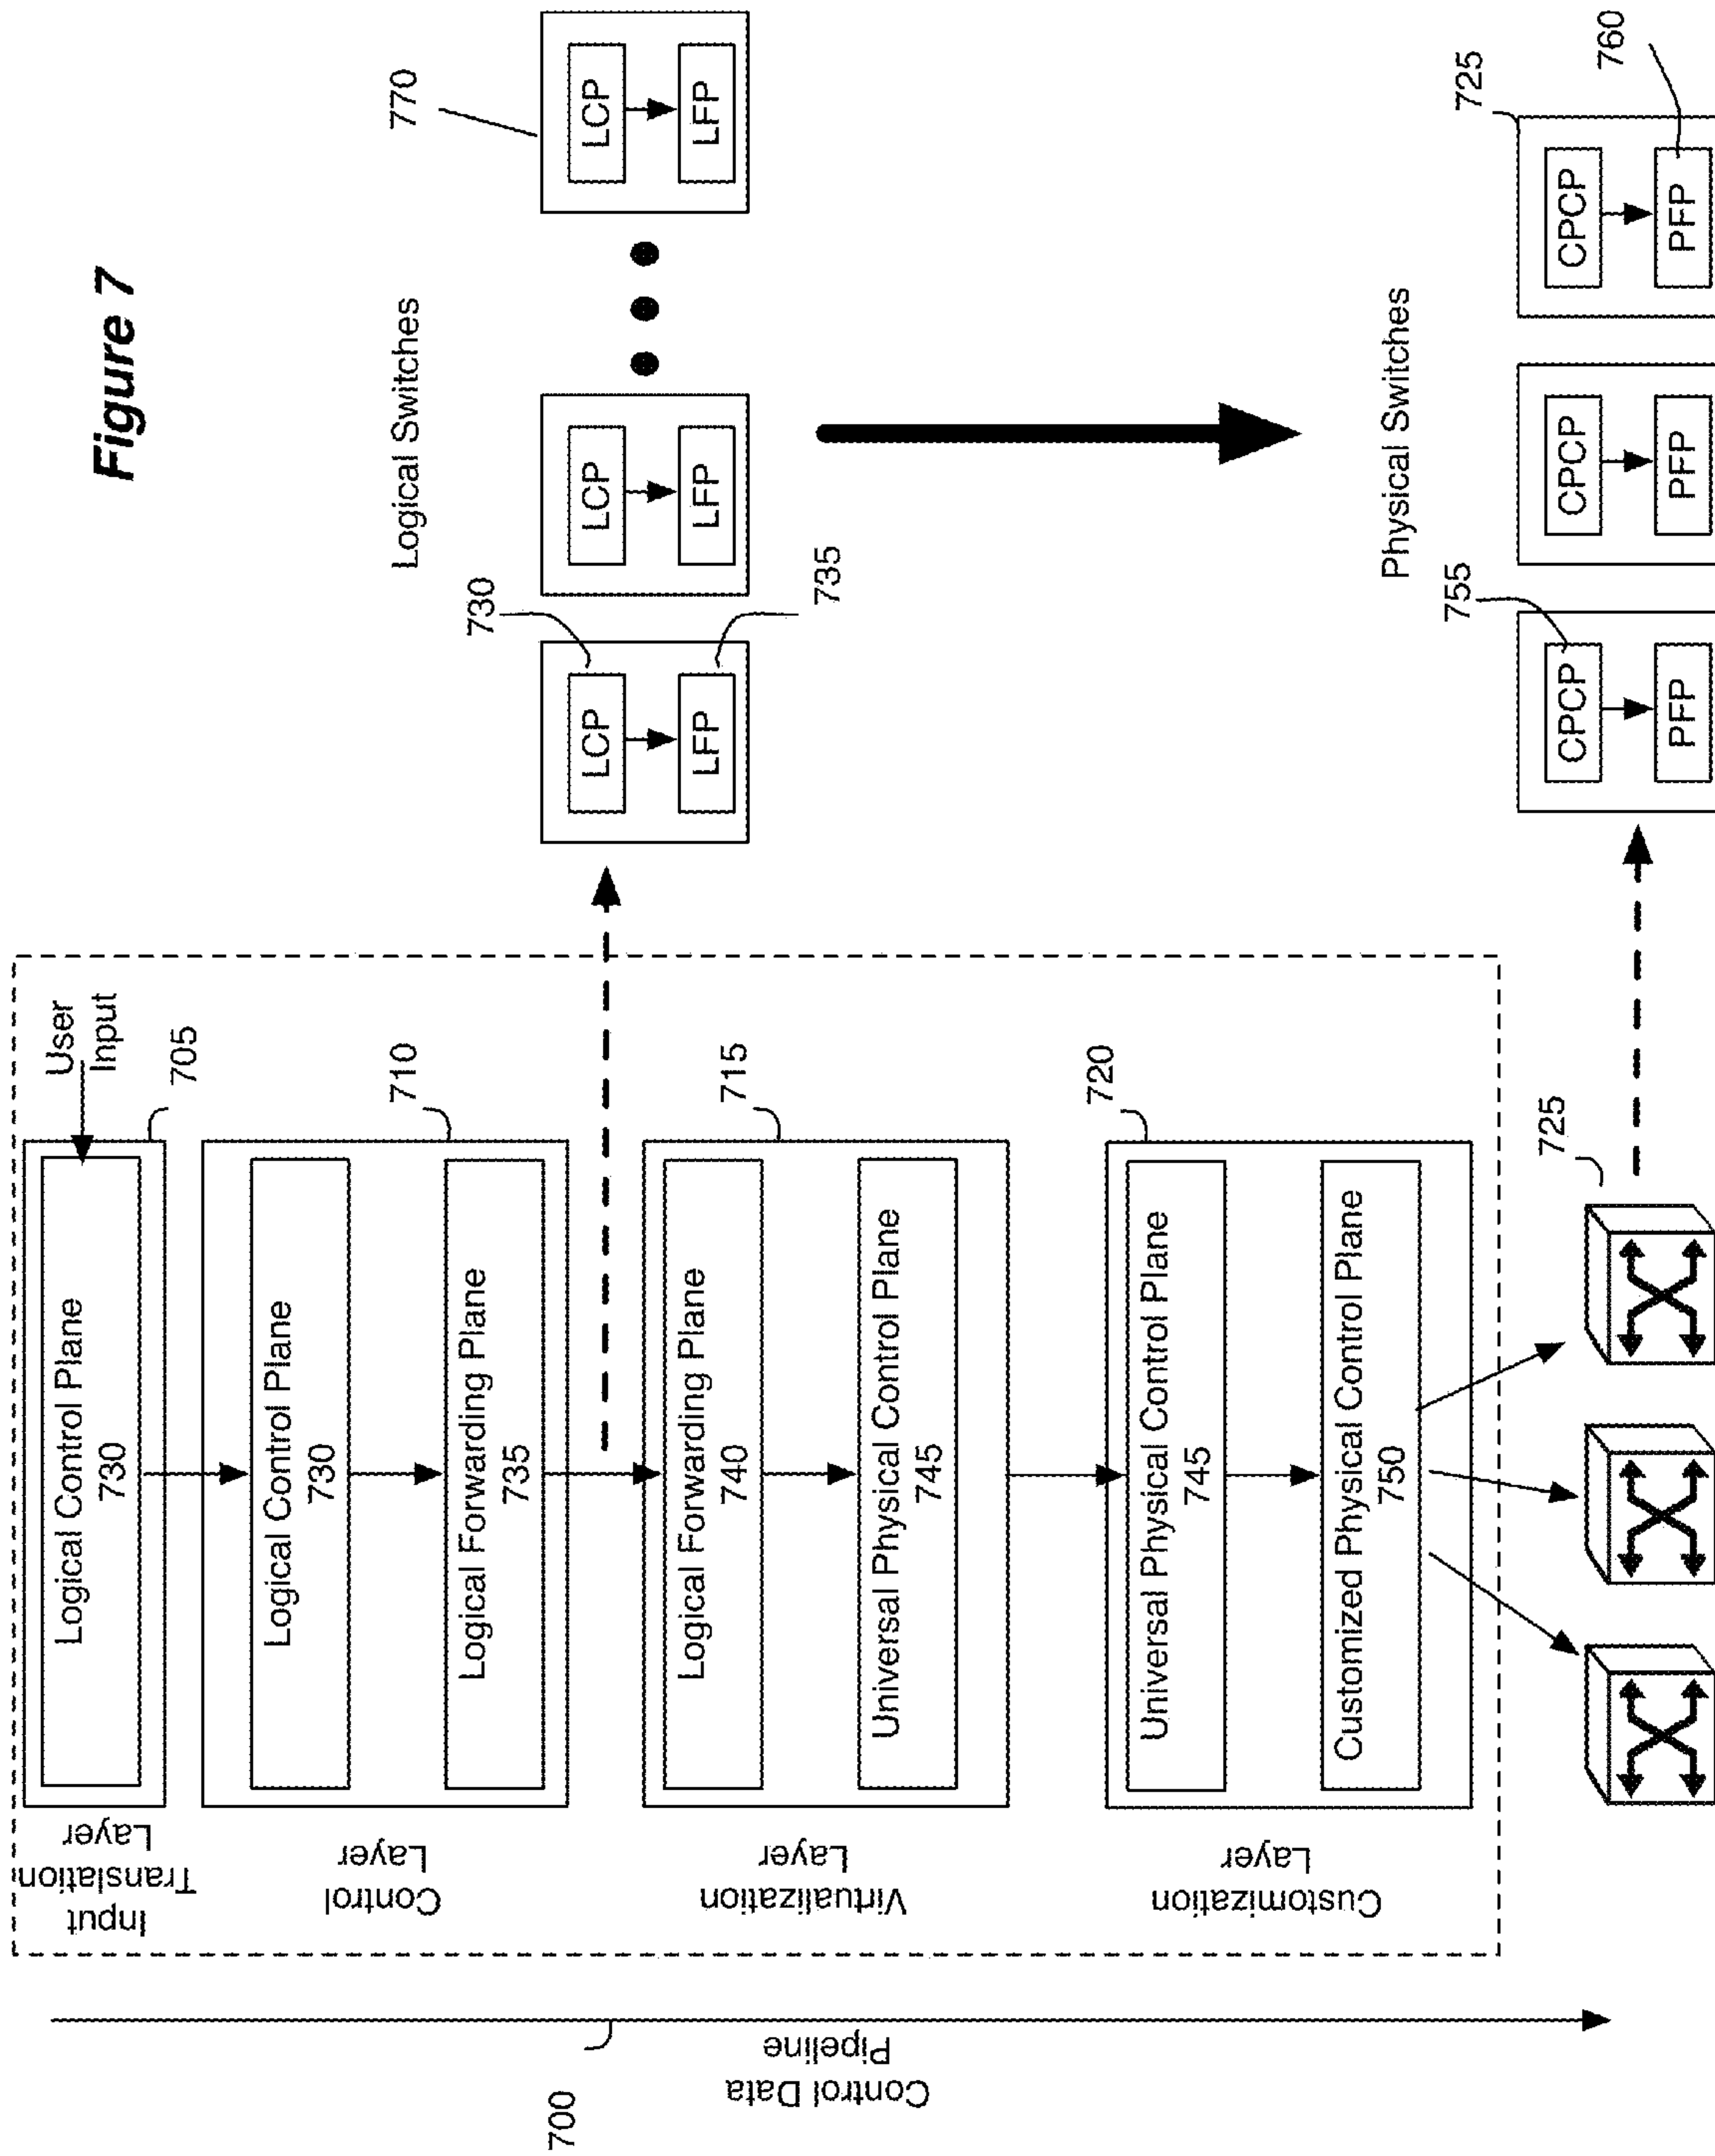 Figure 7
700
Control Data
Pipeline
Input
Translation
Layer
Logical Control Plane
730
User
Input
705
Control
Layer
Logical Control Plane
730
Logical Forwarding Plane
735
710
Virtualization
Layer
Logical Forwarding Plane
740
Universal Physical Control Plane
745
715
Customization
Layer
Universal Physical Control Plane
745
Customized Physical Control Plane
750
720
725
Logical Switches
730
LCP
LFP
735
LCP
LFP
770
LCP
LFP
Physical Switches
755
CPCP
PFP
CPCP
PFP
725
CPCP
PFP
760